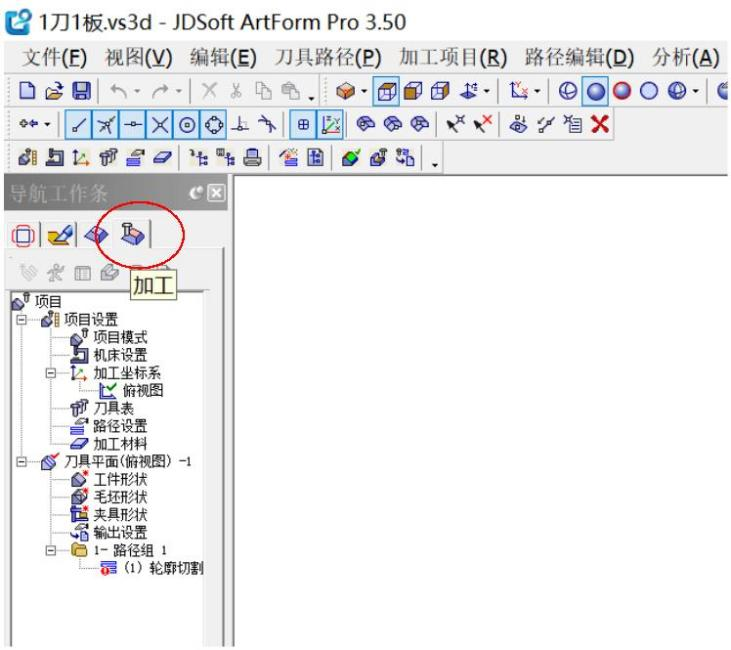 1刀1板.vs3d - JDSoft ArtForm Pro 3.50
文件(F) 视图(V) 编辑(E) 刀具路径(P) 加工项目(R) 路径编辑(D) 分析(A)
导航工作条
加工
项目
项目设置
项目模式
机床设置
加工坐标系
俯视图
刀具表
路径设置
加工材料
刀具平面(俯视图) -1
工件形状
毛坯形状
夹具形状
输出设置
1- 路径组 1
(1) 轮廓切割